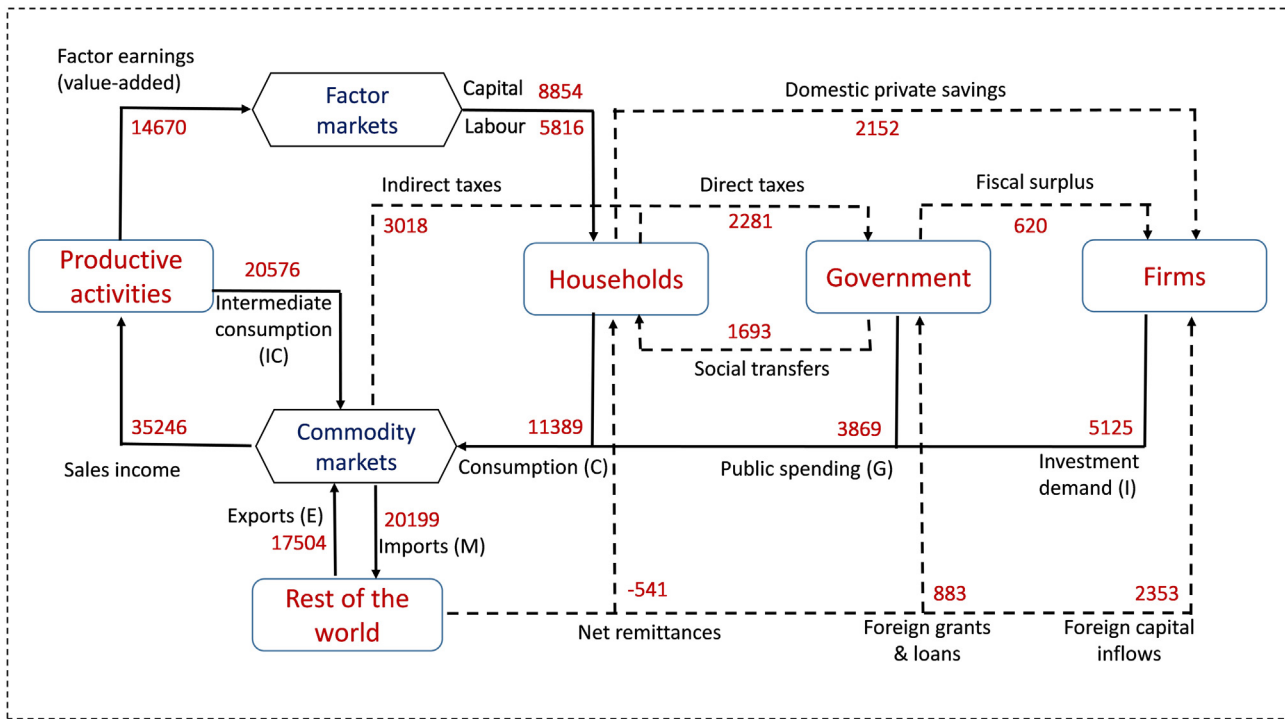 Factor earnings
(value-added)
14670
Factor
markets
Capital
8854
Labour
5816
Domestic private savings
2152
Indirect taxes
3018
Direct taxes
2281
Fiscal surplus
620
Productive
activities
20576
Intermediate
consumption
(IC)
Households
Government
Firms
1693
Social transfers
35246
Sales income
Commodity
markets
11389
Consumption (C)
3869
Public spending (G)
5125
Investment
demand (I)
Exports (E)
17504
20199
Imports (M)
Rest of the
world
-541
Net remittances
883
Foreign grants
& loans
2353
Foreign capital
inflows